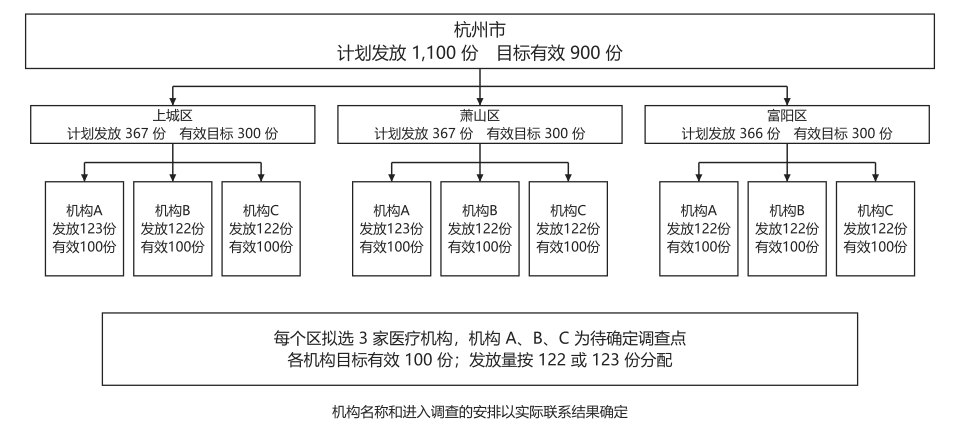 杭州市
计划发放 1,100 份　目标有效 900 份
上城区
计划发放 367 份　有效目标 300 份
萧山区
计划发放 367 份　有效目标 300 份
富阳区
计划发放 366 份　有效目标 300 份
机构A
发放123份
有效100份
机构B
发放122份
有效100份
机构C
发放122份
有效100份
机构A
发放123份
有效100份
机构B
发放122份
有效100份
机构C
发放122份
有效100份
机构A
发放122份
有效100份
机构B
发放122份
有效100份
机构C
发放122份
有效100份
每个区拟选 3 家医疗机构，机构 A、B、C 为待确定调查点
各机构目标有效 100 份；发放量按 122 或 123 份分配
机构名称和进入调查的安排以实际联系结果确定